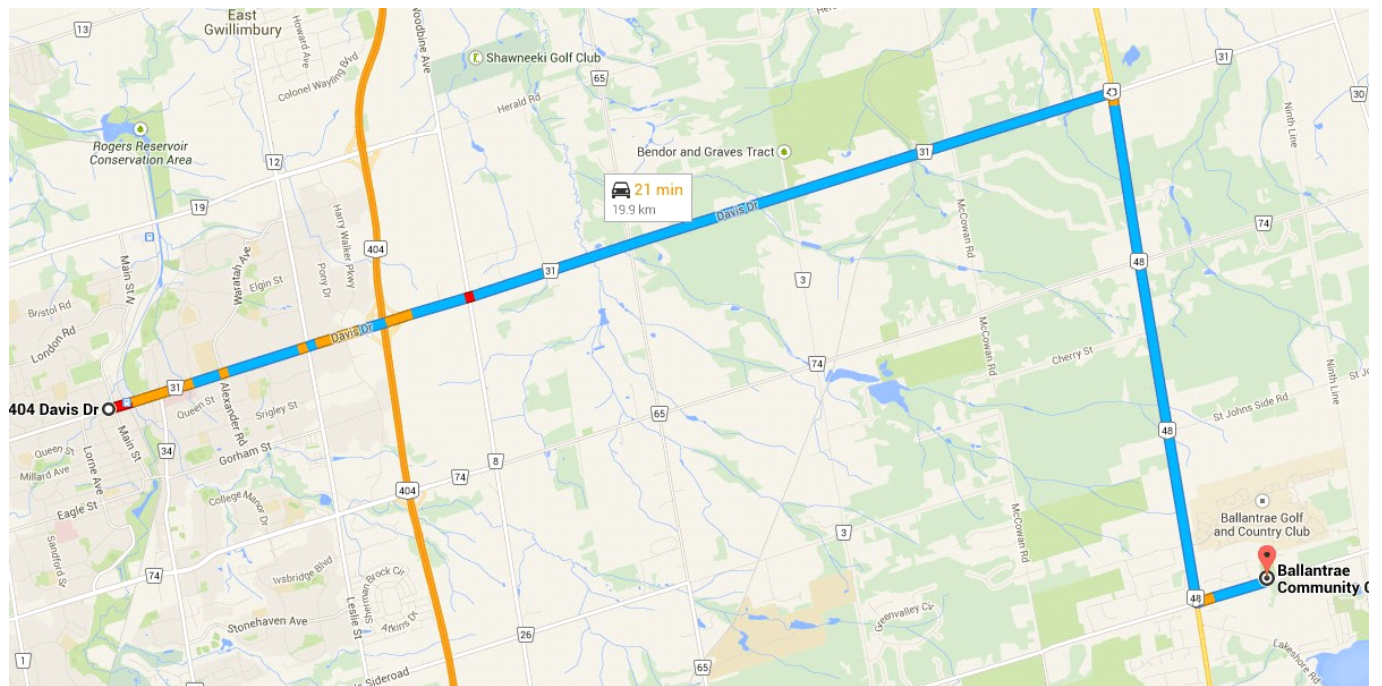 13
East
Gwillimbury
Howard Ave
Colonel Wayling Blvd
Woodbine Ave
Shawneeki Golf Club
65
Herald Rd
31
30
Ninth Line
Rogers Reservoir
Conservation Area
12
19
Bendor and Graves Tract
31
21 min
19.9 km
Davis Dr
McCowan Rd
74
Main St N
Harry Walker Pkwy
Pony Dr
404
Elgin St
31
3
48
Bristol Rd
London Rd
Davis Dr
McCowan Rd
Cherry St
74
Ninth Line
404 Davis Dr
31
Queen St
Alexander Rd
Srigley St
65
St Johns Side Rd
48
Main St
Queen St
Lorne Ave
Millard Ave
34
Gorham St
8
74
404
College Manor Dr
Eagle St
McCowan Rd
Ballantrae Golf
and Country Club
3
Sandford St
74
Ivsbridge Blvd
Leslie St
Ballantrae
Community C
48
Greenvalley Cir
Stonehaven Ave
26
1
65
Sideroad
Lakeshore Rd